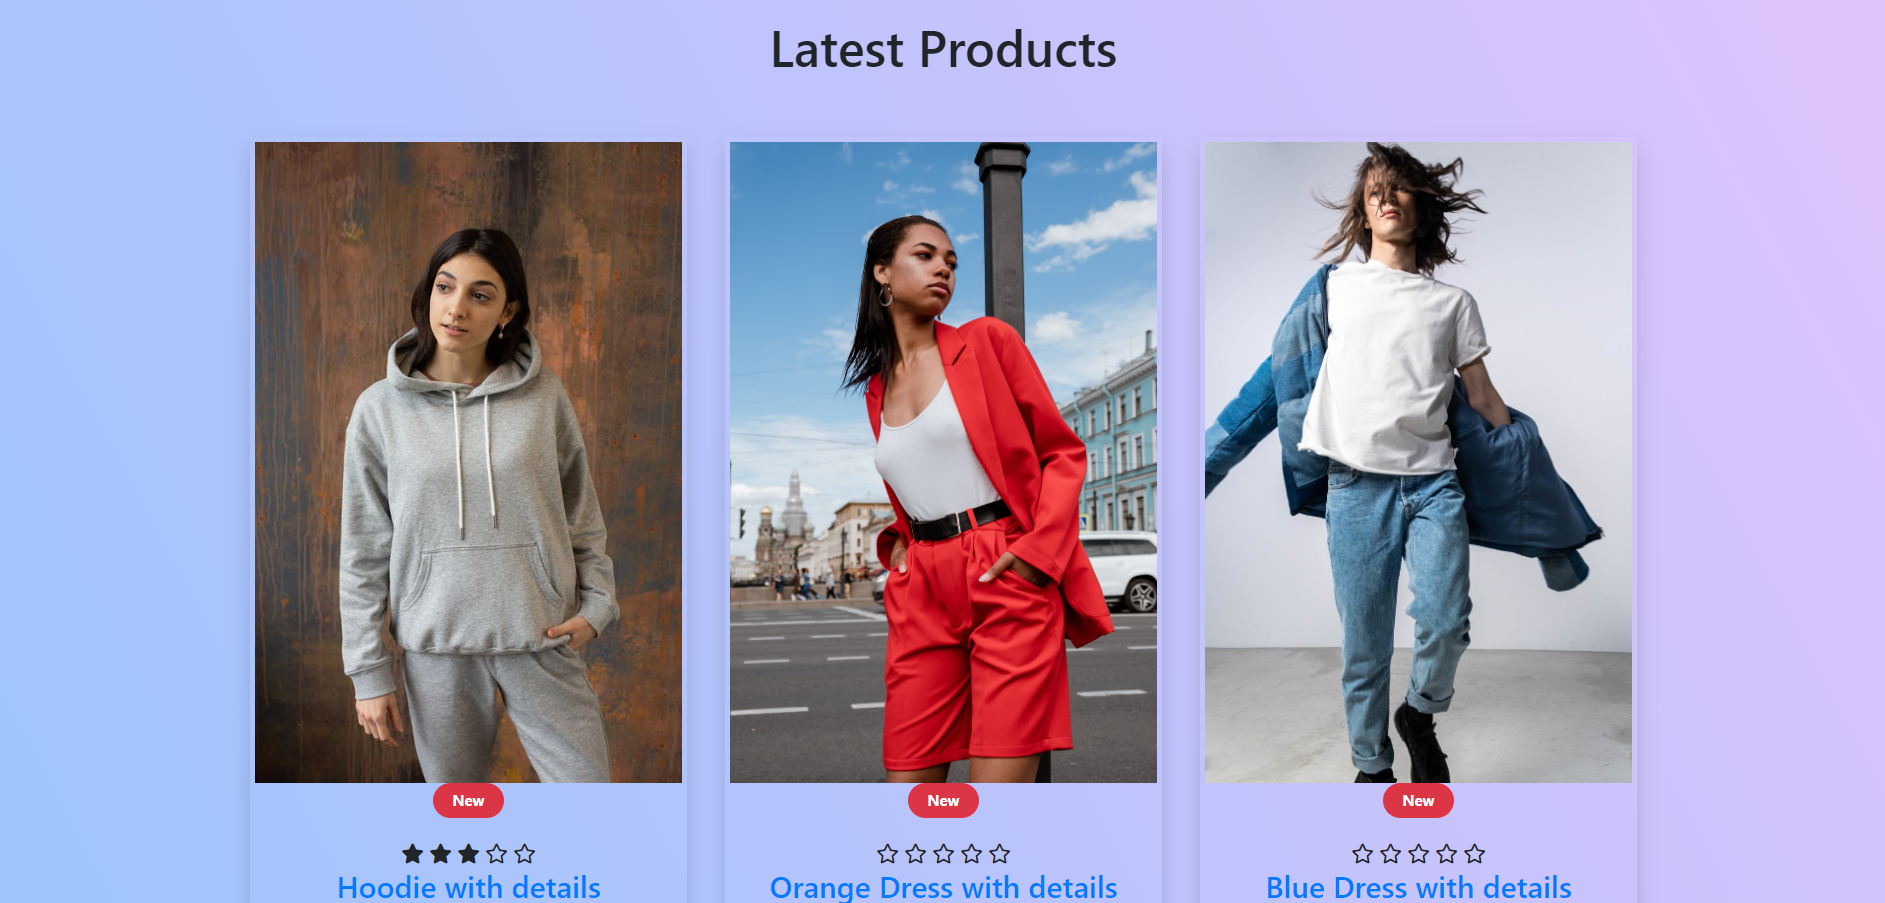 Latest Products
New
New
New
Hoodie with details
Orange Dress with details
Blue Dress with details